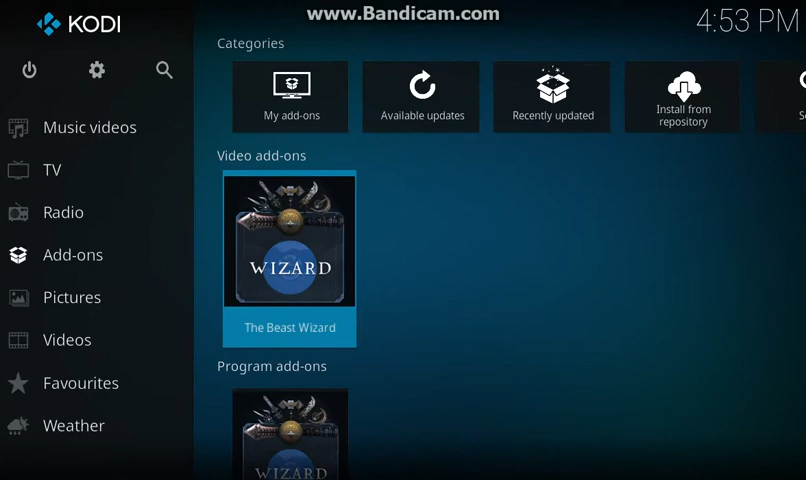 www.Bandicam.com
KODI
4:53 PM
Categories
My add-ons
Available updates
Recently updated
Install from
repository
Music videos
TV
Radio
Add-ons
Pictures
Videos
Favourites
Weather
Video add-ons
WIZARD
The Beast Wizard
Program add-ons
WIZARD